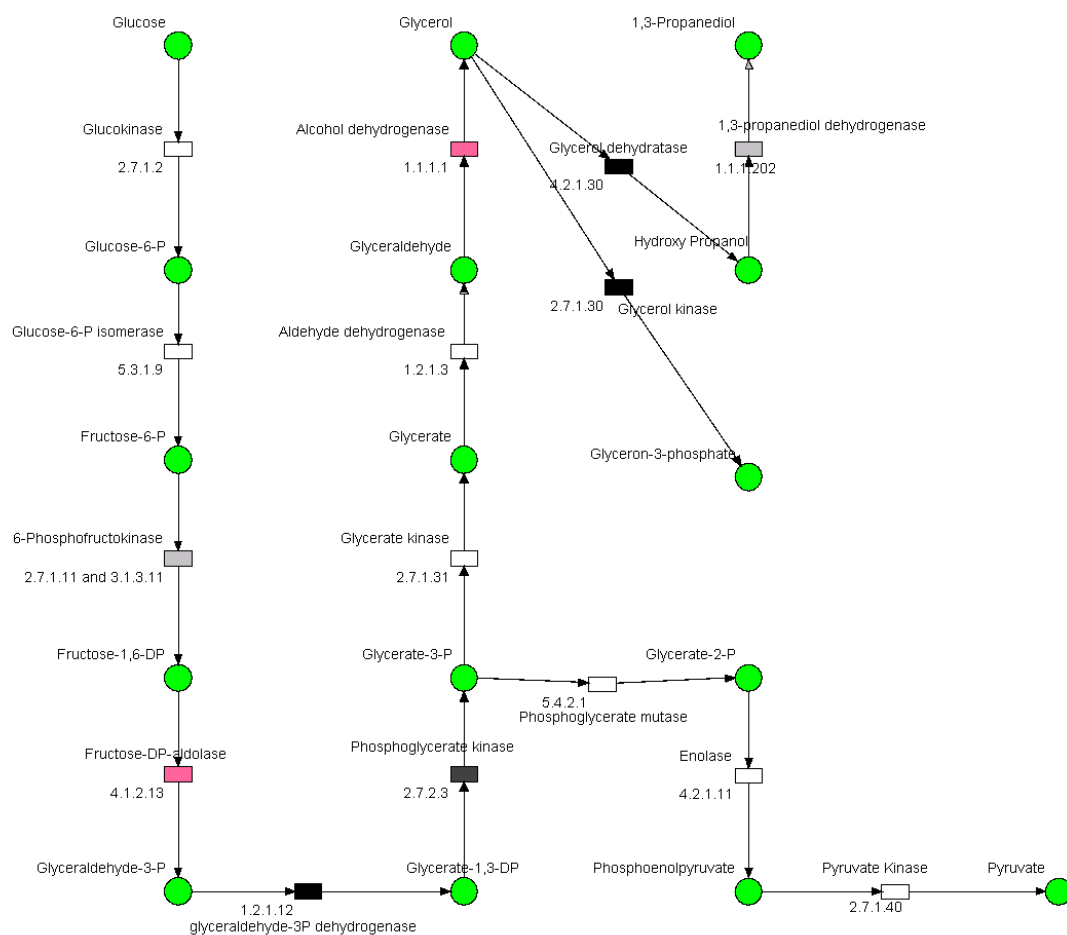 Glucose
Glycerol
1,3-Propanediol
Glucokinase
2.7.1.2
Alcohol dehydrogenase
1.1.1.1
1,3-propanediol dehydrogenase
1.1.1.202
Glycerol dehydratase
4.2.1.30
Glucose-6-P
Glyceraldehyde
Hydroxy Propanol
2.7.1.30
Glycerol kinase
Glucose-6-P isomerase
5.3.1.9
Aldehyde dehydrogenase
1.2.1.3
Fructose-6-P
Glycerate
Glyceron-3-phosphate
6-Phosphofructokinase
2.7.1.11 and 3.1.3.11
Glycerate kinase
2.7.1.31
Fructose-1,6-DP
Glycerate-3-P
Glycerate-2-P
5.4.2.1
Phosphoglycerate mutase
Fructose-DP-aldolase
4.1.2.13
Phosphoglycerate kinase
2.7.2.3
Enolase
4.2.1.11
Glyceraldehyde-3-P
Glycerate-1,3-DP
Phosphoenolpyruvate
Pyruvate Kinase
Pyruvate
2.7.1.40
1.2.1.12
glyceraldehyde-3P dehydrogenase